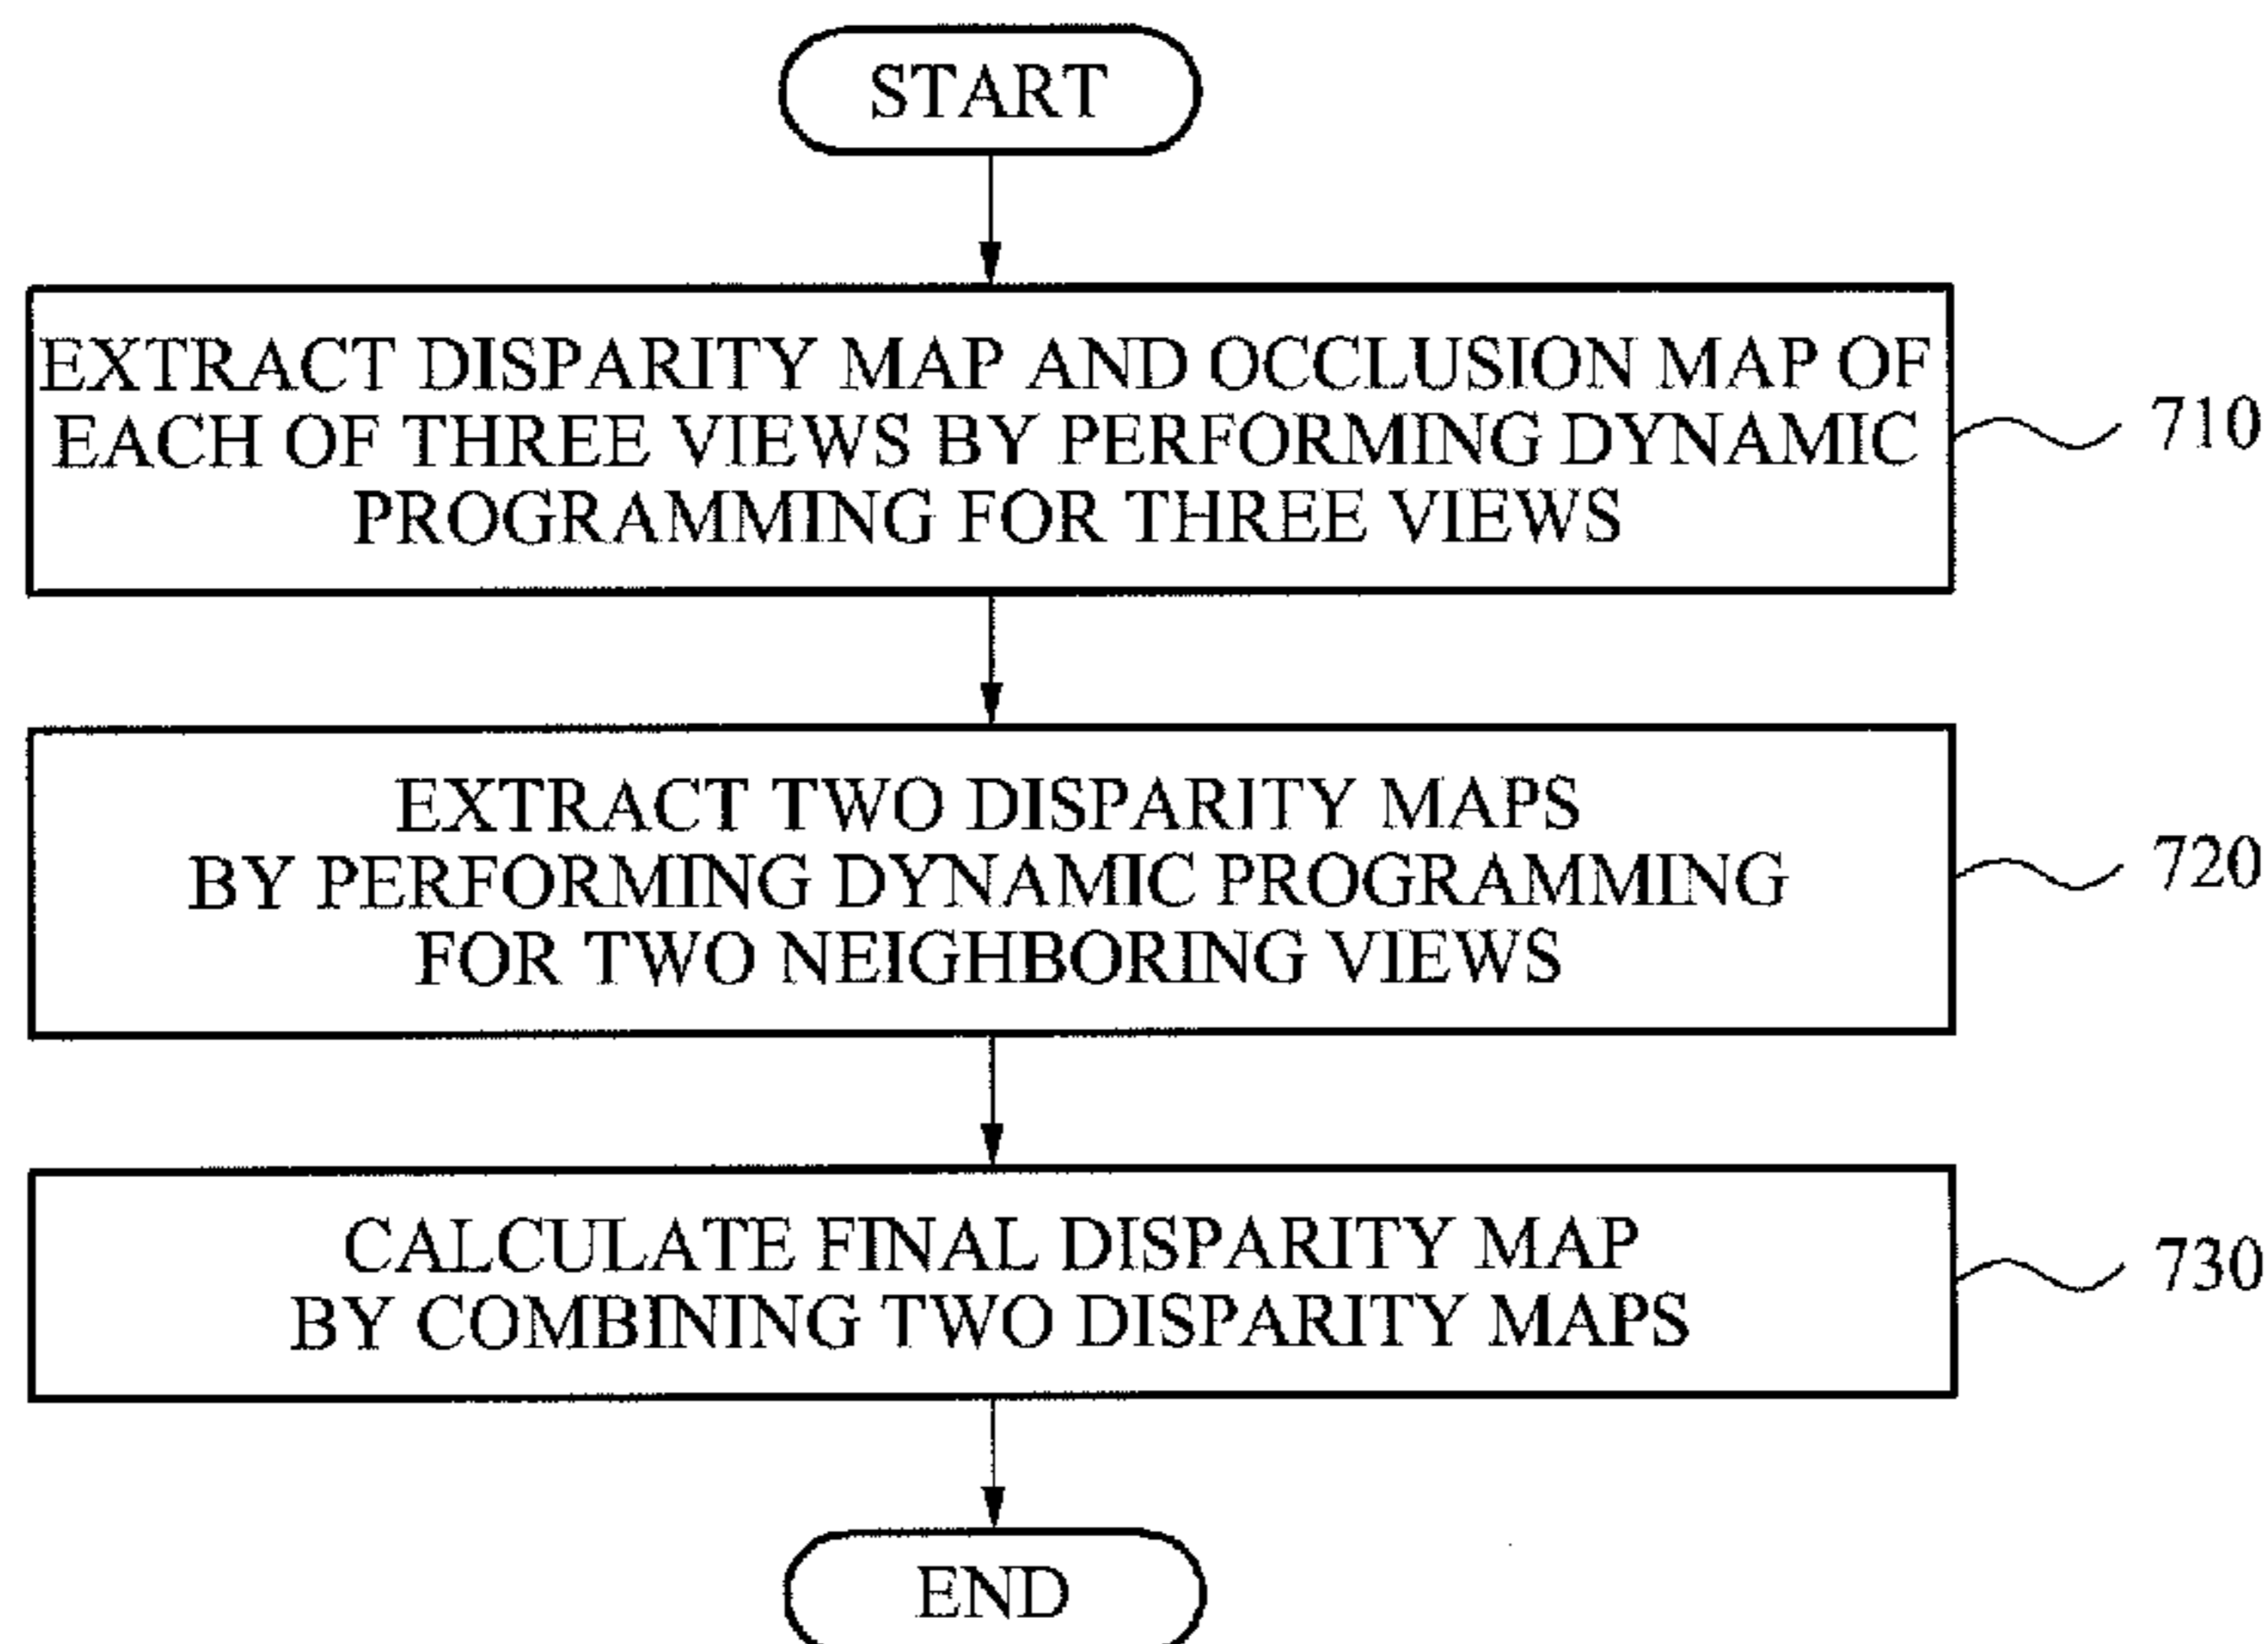 START
EXTRACT DISPARITY MAP AND OCCLUSION MAP OF
EACH OF THREE VIEWS BY PERFORMING DYNAMIC
PROGRAMMING FOR THREE VIEWS
710
EXTRACT TWO DISPARITY MAPS
BY PERFORMING DYNAMIC PROGRAMMING
FOR TWO NEIGHBORING VIEWS
720
CALCULATE FINAL DISPARITY MAP
BY COMBINING TWO DISPARITY MAPS
730
END